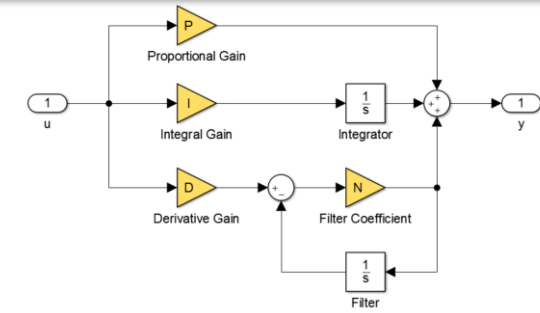 P
Proportional Gain
1
u
I
Integral Gain
1
s
Integrator
+
+
+
1
y
D
Derivative Gain
+
−
N
Filter Coefficient
1
s
Filter